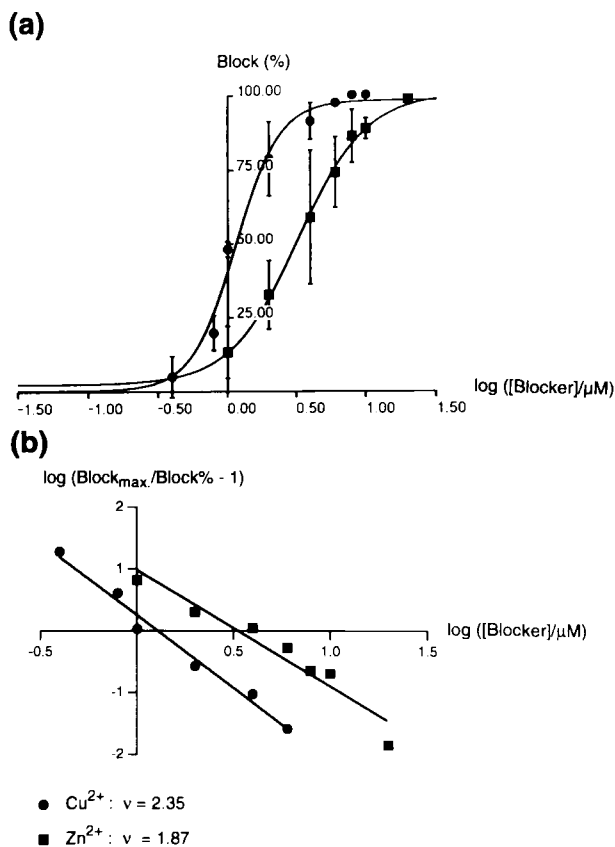 (a)
Block (%)
100.00
75.00
50.00
25.00
-1.50 -1.00 -0.50 0.00 0.50 1.00 1.50
log ([Blocker]/µM)
(b)
log (Blockmax./Block% - 1)
2
1
-0.5 0.5 1.0 1.5
log ([Blocker]/µM)
-1
-2
Cu2+ : ν = 2.35
Zn2+ : ν = 1.87